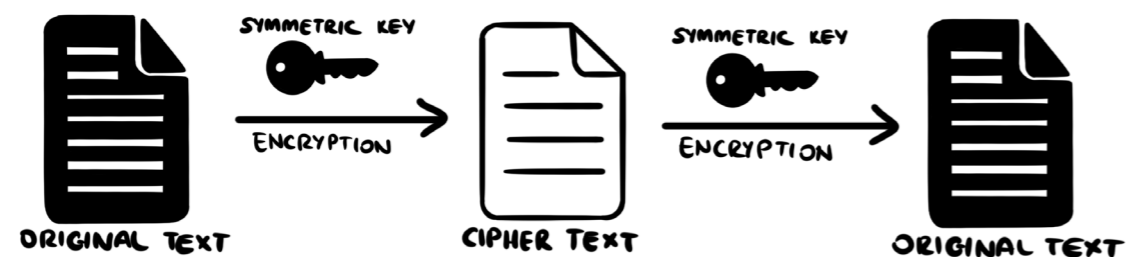 SYMMETRIC KEY
ENCRYPTION
ORIGINAL TEXT
CIPHER TEXT
SYMMETRIC KEY
ENCRYPTION
ORIGINAL TEXT